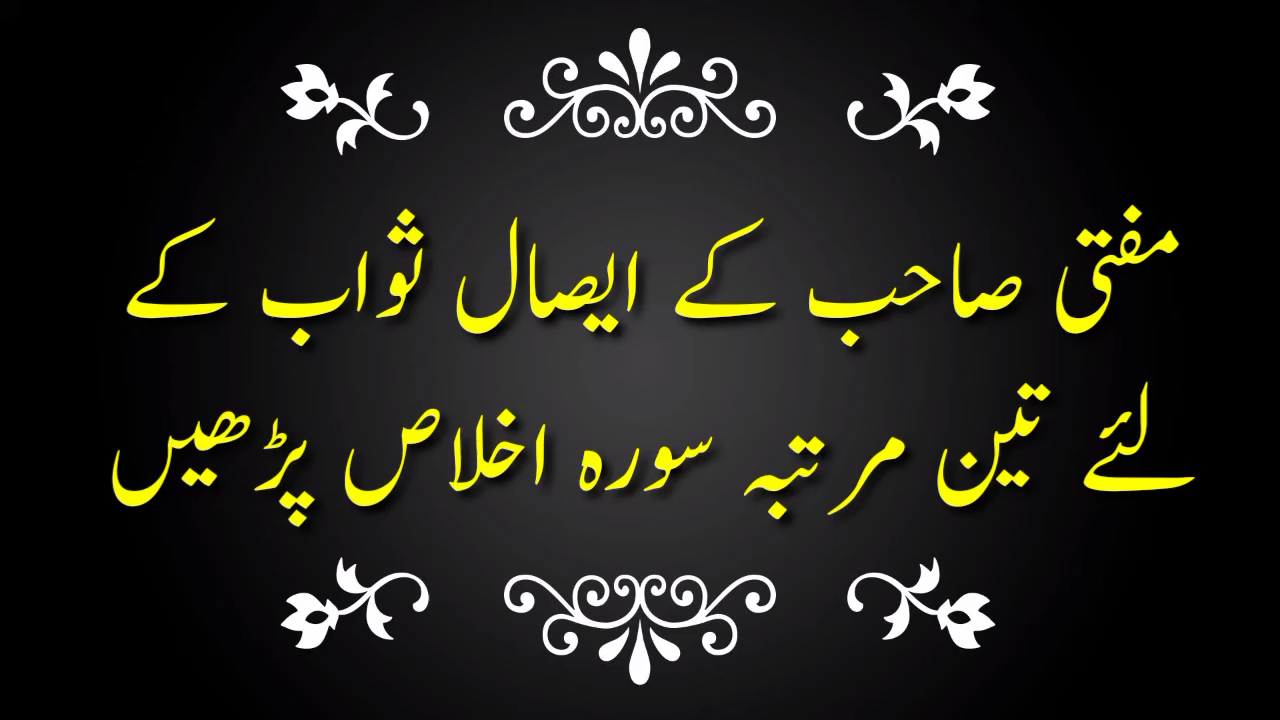 مفتی صاحب کے ایصال ثواب کے
لئے تین مرتبہ سورہ اخلاص پڑھیں